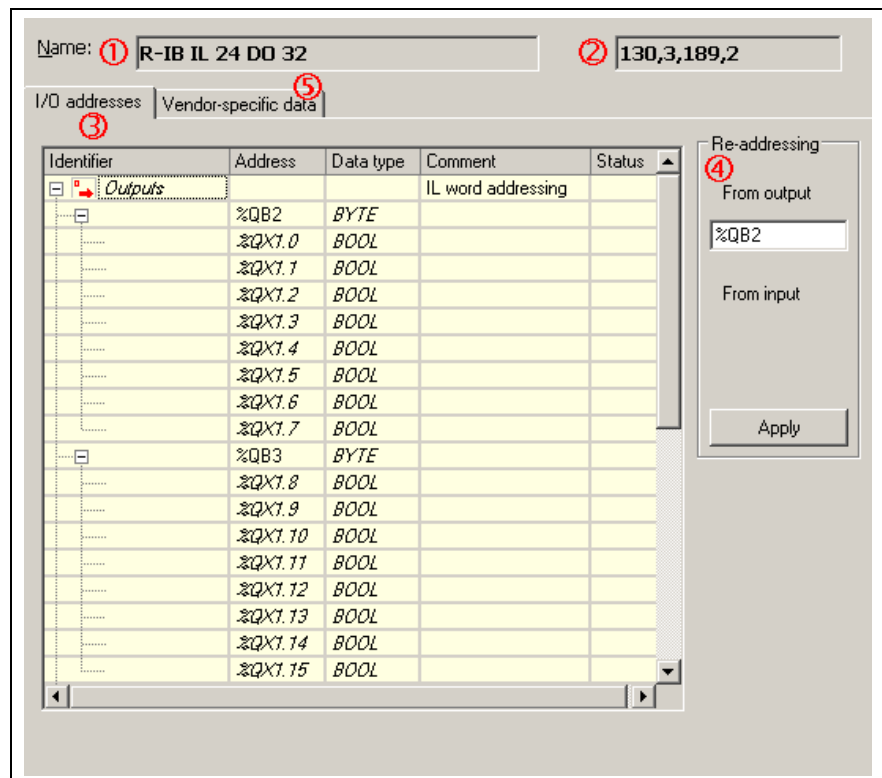 Name: ① R-IB IL 24 DO 32 ② 130,3,189,2
I/O addresses Vendor-specific data ⑤
③
Identifier Address Data type Comment Status
Outputs IL word addressing
%QB2 BYTE
%QX1.0 BOOL
%QX1.1 BOOL
%QX1.2 BOOL
%QX1.3 BOOL
%QX1.4 BOOL
%QX1.5 BOOL
%QX1.6 BOOL
%QX1.7 BOOL
%QB3 BYTE
%QX1.8 BOOL
%QX1.9 BOOL
%QX1.10 BOOL
%QX1.11 BOOL
%QX1.12 BOOL
%QX1.13 BOOL
%QX1.14 BOOL
%QX1.15 BOOL
Re-addressing
④
From output
%QB2
From input
Apply